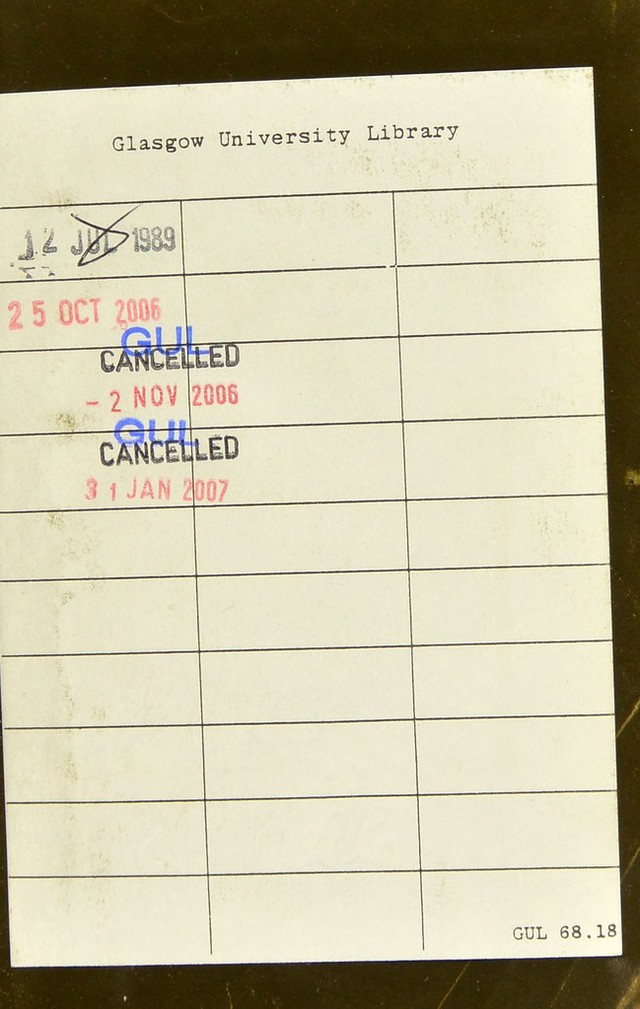 Glasgow University Library
12 JUL 1989
25 OCT 2006
GUL
CANCELLED
- 2 NOV 2006
GUL
CANCELLED
31 JAN 2007
GUL 68.18